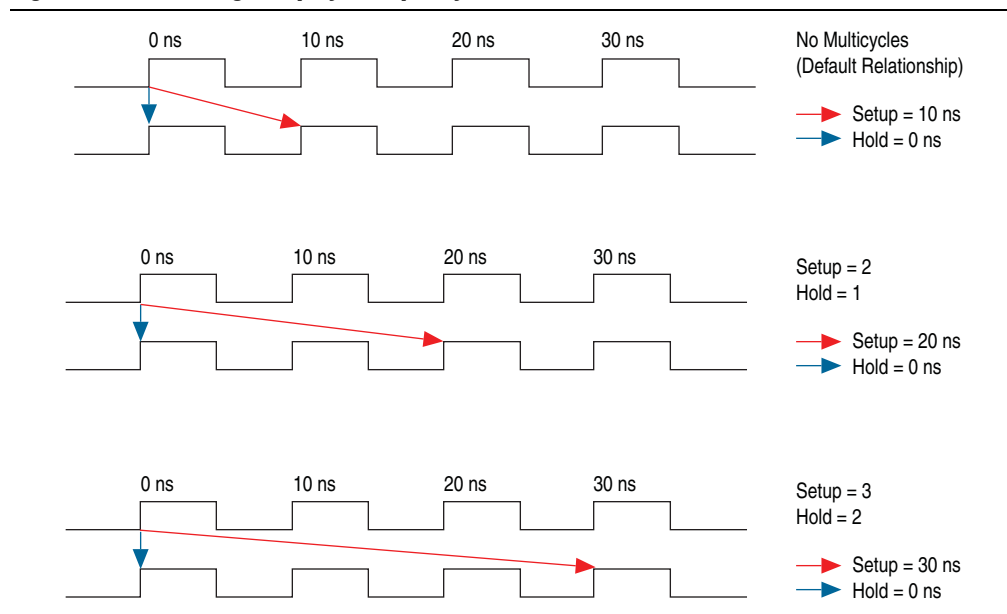 0 ns 10 ns 20 ns 30 ns
No Multicycles
(Default Relationship)
Setup = 10 ns
Hold = 0 ns
0 ns 10 ns 20 ns 30 ns
Setup = 2
Hold = 1
Setup = 20 ns
Hold = 0 ns
0 ns 10 ns 20 ns 30 ns
Setup = 3
Hold = 2
Setup = 30 ns
Hold = 0 ns